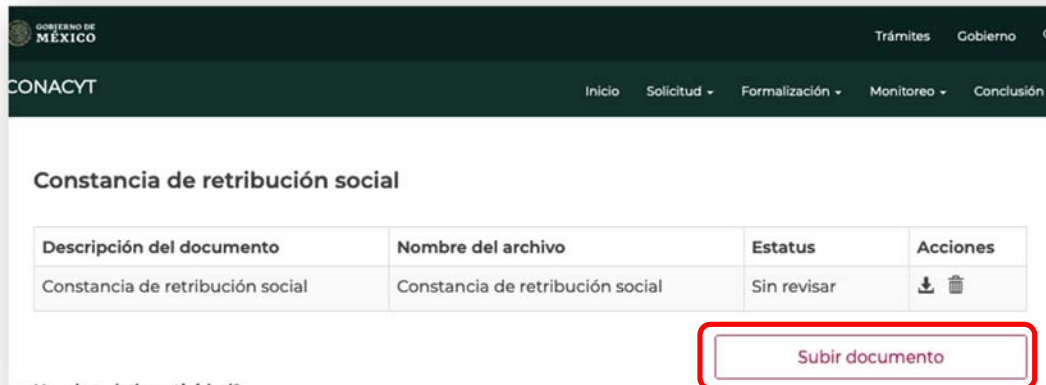 GOBIERNO DE
MÉXICO
Trámites Gobierno
CONACYT
Inicio Solicitud Formalización Monitoreo Conclusión
Constancia de retribución social
Descripción del documento Nombre del archivo Estatus Acciones
Constancia de retribución social Constancia de retribución social Sin revisar
Subir documento